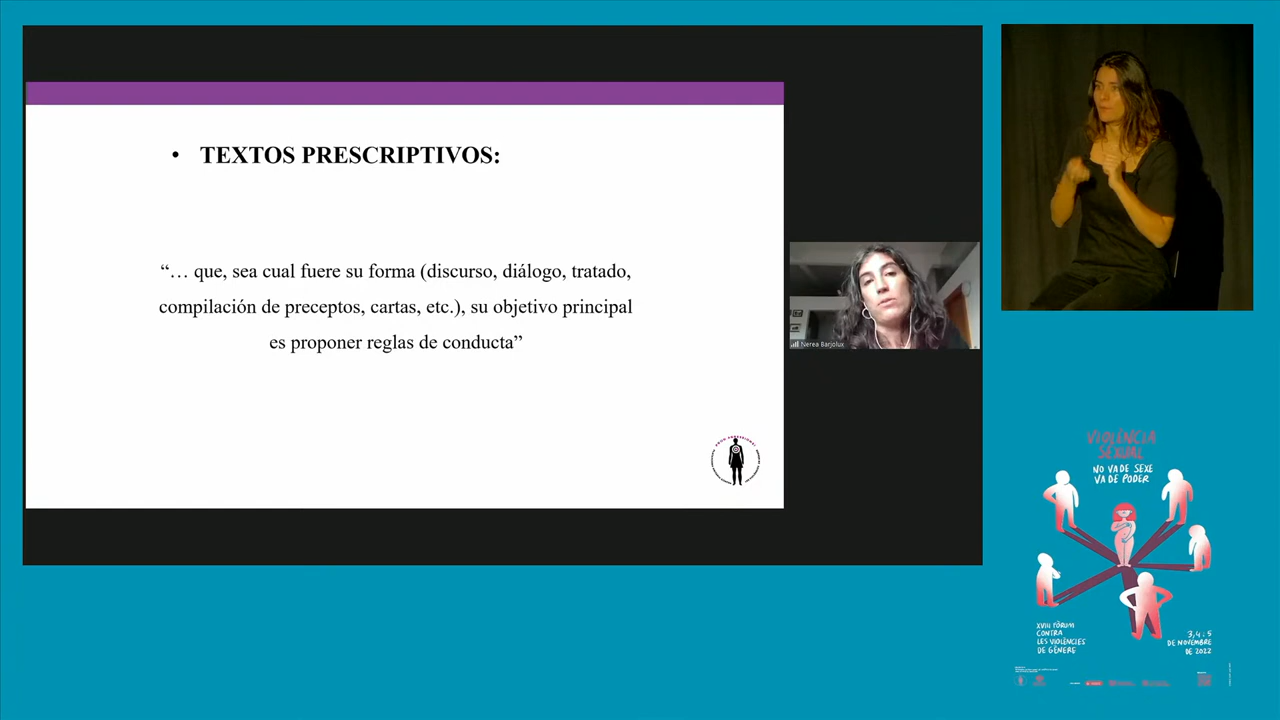 • TEXTOS PRESCRIPTIVOS:
“… que, sea cual fuere su forma (discurso, diálogo, tratado,
compilación de preceptos, cartas, etc.), su objetivo principal
es proponer reglas de conducta”
Nerea Barjolux
VIOLÈNCIA
SEXUAL
NO VA DE SEXE
VA DE PODER
XVIII FÒRUM
CONTRA
LES VIOLÈNCIES
DE GÈNERE
3, 4 i 5
DE NOVEMBRE
DE 2022